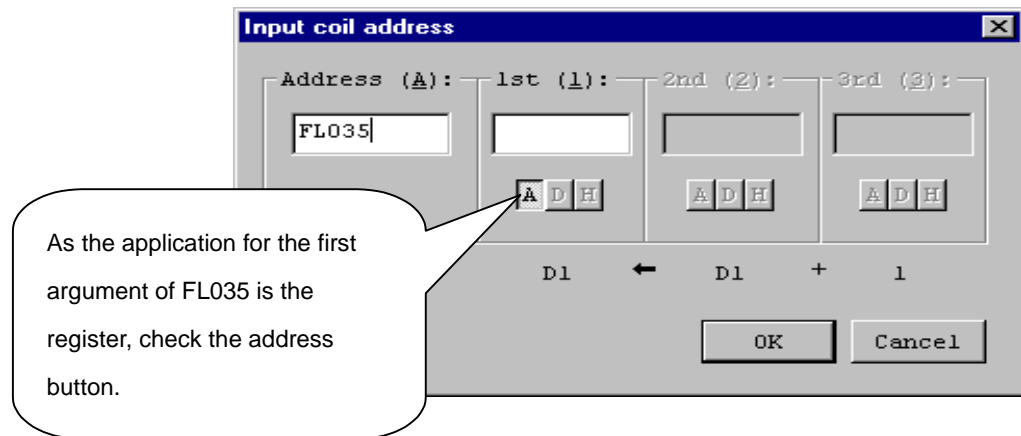 Input coil address
Address (A): 1st (1): 2nd (2): 3rd (3):
FL035
A D H A D H A D H
As the application for the first
argument of FL035 is the
register, check the address
button.
D1 ← D1 + 1
OK Cancel